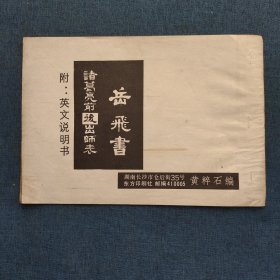 岳飛書
諸葛亮前後出師表
附：英文说明书
湖南长沙市仓后街35号
东方印刷社 邮编410005
黄粹石编